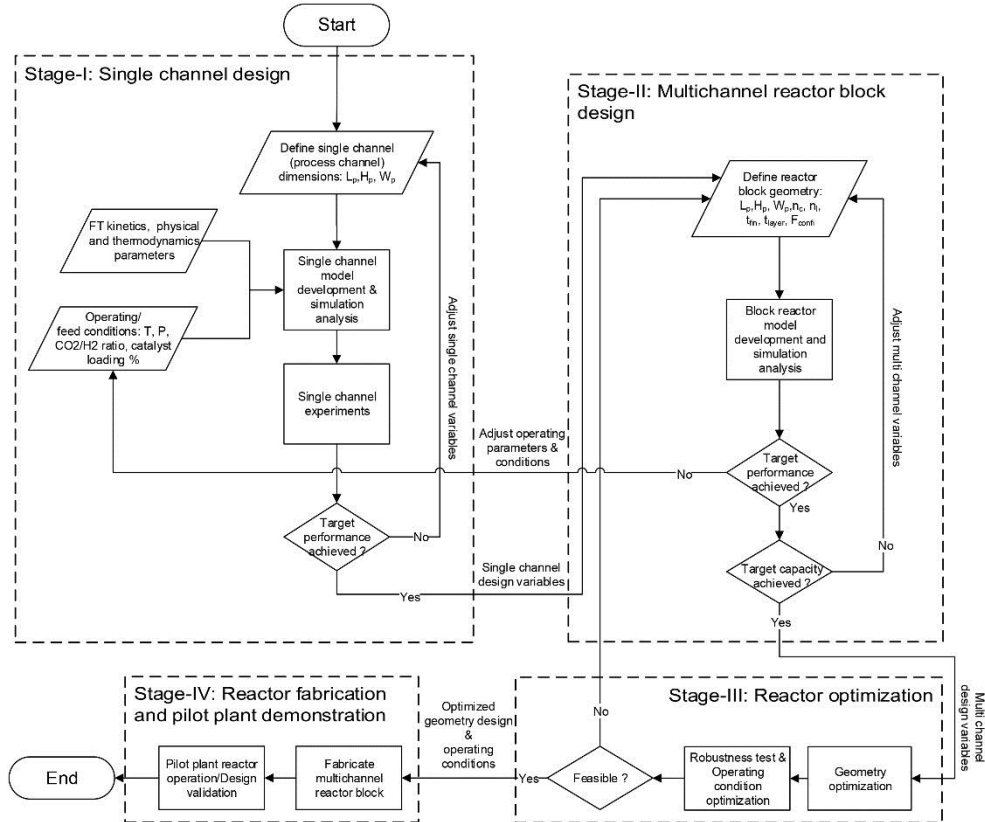 Start
Stage-I: Single channel design
Define single channel
(process channel)
dimensions: Lp,Hp, Wp
FT kinetics, physical
and thermodynamics
parameters
Single channel
model
development &
simulation
analysis
Operating/
feed conditions: T, P,
CO2/H2 ratio, catalyst
loading %
Single channel
experiments
Adjust single channel variables
Target
performance
achieved ?
No
Yes
Adjust operating
parameters &
conditions
Single channel
design variables
Stage-II: Multichannel reactor block
design
Define reactor
block geometry:
Lp,Hp, Wp,nc, nl,
tfin, tlayer, Fconfi
Block reactor
model
development and
simulation
analysis
Adjust multi channel variables
Target
performance
achieved ?
No
Yes
Target capacity
achieved ?
No
Yes
Multi channel
design variables
Stage-III: Reactor optimization
Geometry
optimization
Robustness test &
Operating
condition
optimization
Feasible ?
No
Yes
Optimized
geometry design
&
operating
conditions
Stage-IV: Reactor fabrication
and pilot plant demonstration
Fabricate
multichannel
reactor block
Pilot plant reactor
operation/Design
validation
End